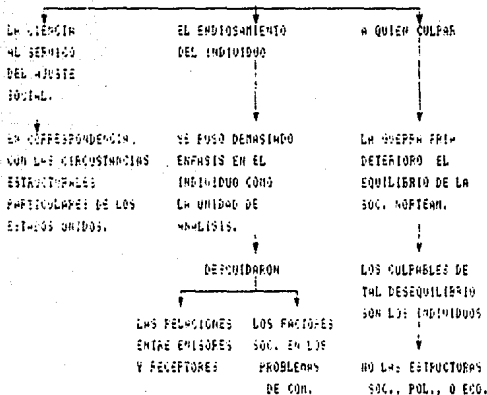 LA CIENCIA
AL SERVICO
DEL AJUSTE
SOCIAL.
EN CORRESPONDENCIA,
CON LAS CIRCUSTANCIAS
ESTRUCTURALES
PARTICULARES DE LOS
ESTADOS UNIDOS.
EL ENDIOSAMIENTO
DEL INDIVIDUO
SE PUSO DEMASIADO
ENFASIS EN EL
INDIVIDUO COMO
LA UNIDAD DE
ANALISIS.
DESCUIDARON
LAS RELACIONES
ENTRE EMISORES
Y RECEPTORES
LOS FACTORES
SOC. EN LOS
PROBLEMAS
DE COM.
A QUIEN CULPAR
LA GUERRA FRIA
DETERIORO EL
EQUILIBRIO DE LA
SOC. NORTEAM.
LOS CULPABLES DE
TAL DESEQUILIBRIO
SON LOS INDIVIDUOS
NO LAS ESTRUCTURAS
SOC., POL., O ECO.